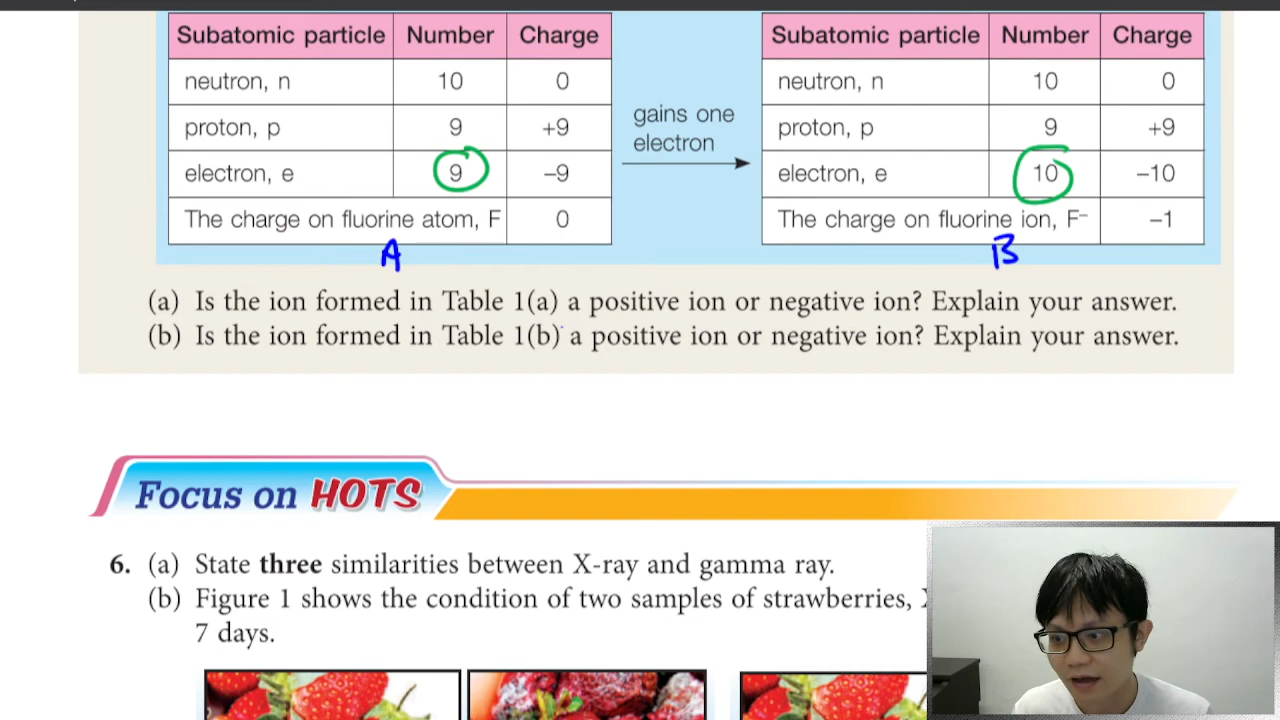 Subatomic particle Number Charge
neutron, n 10 0
proton, p 9 +9
electron, e 9 –9
The charge on fluorine atom, F 0
A
gains one
electron
Subatomic particle Number Charge
neutron, n 10 0
proton, p 9 +9
electron, e 10 –10
The charge on fluorine ion, F– –1
B
(a) Is the ion formed in Table 1(a) a positive ion or negative ion? Explain your answer.
(b) Is the ion formed in Table 1(b) a positive ion or negative ion? Explain your answer.
Focus on HOTS
6. (a) State three similarities between X-ray and gamma ray.
(b) Figure 1 shows the condition of two samples of strawberries,
7 days.